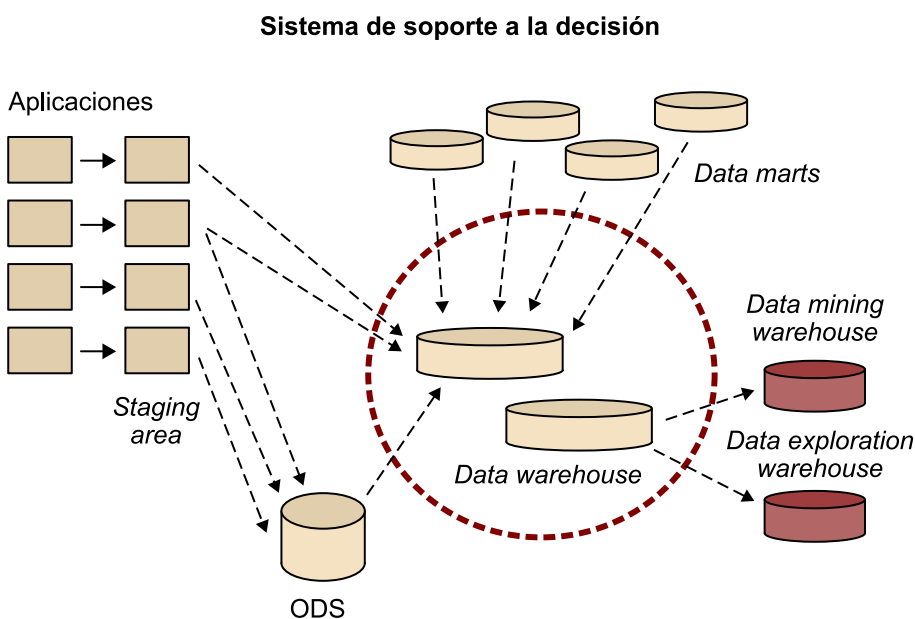 Sistema de soporte a la decisión
Aplicaciones
Data marts
Data mining
warehouse
Staging
area
Data warehouse
Data exploration
warehouse
ODS